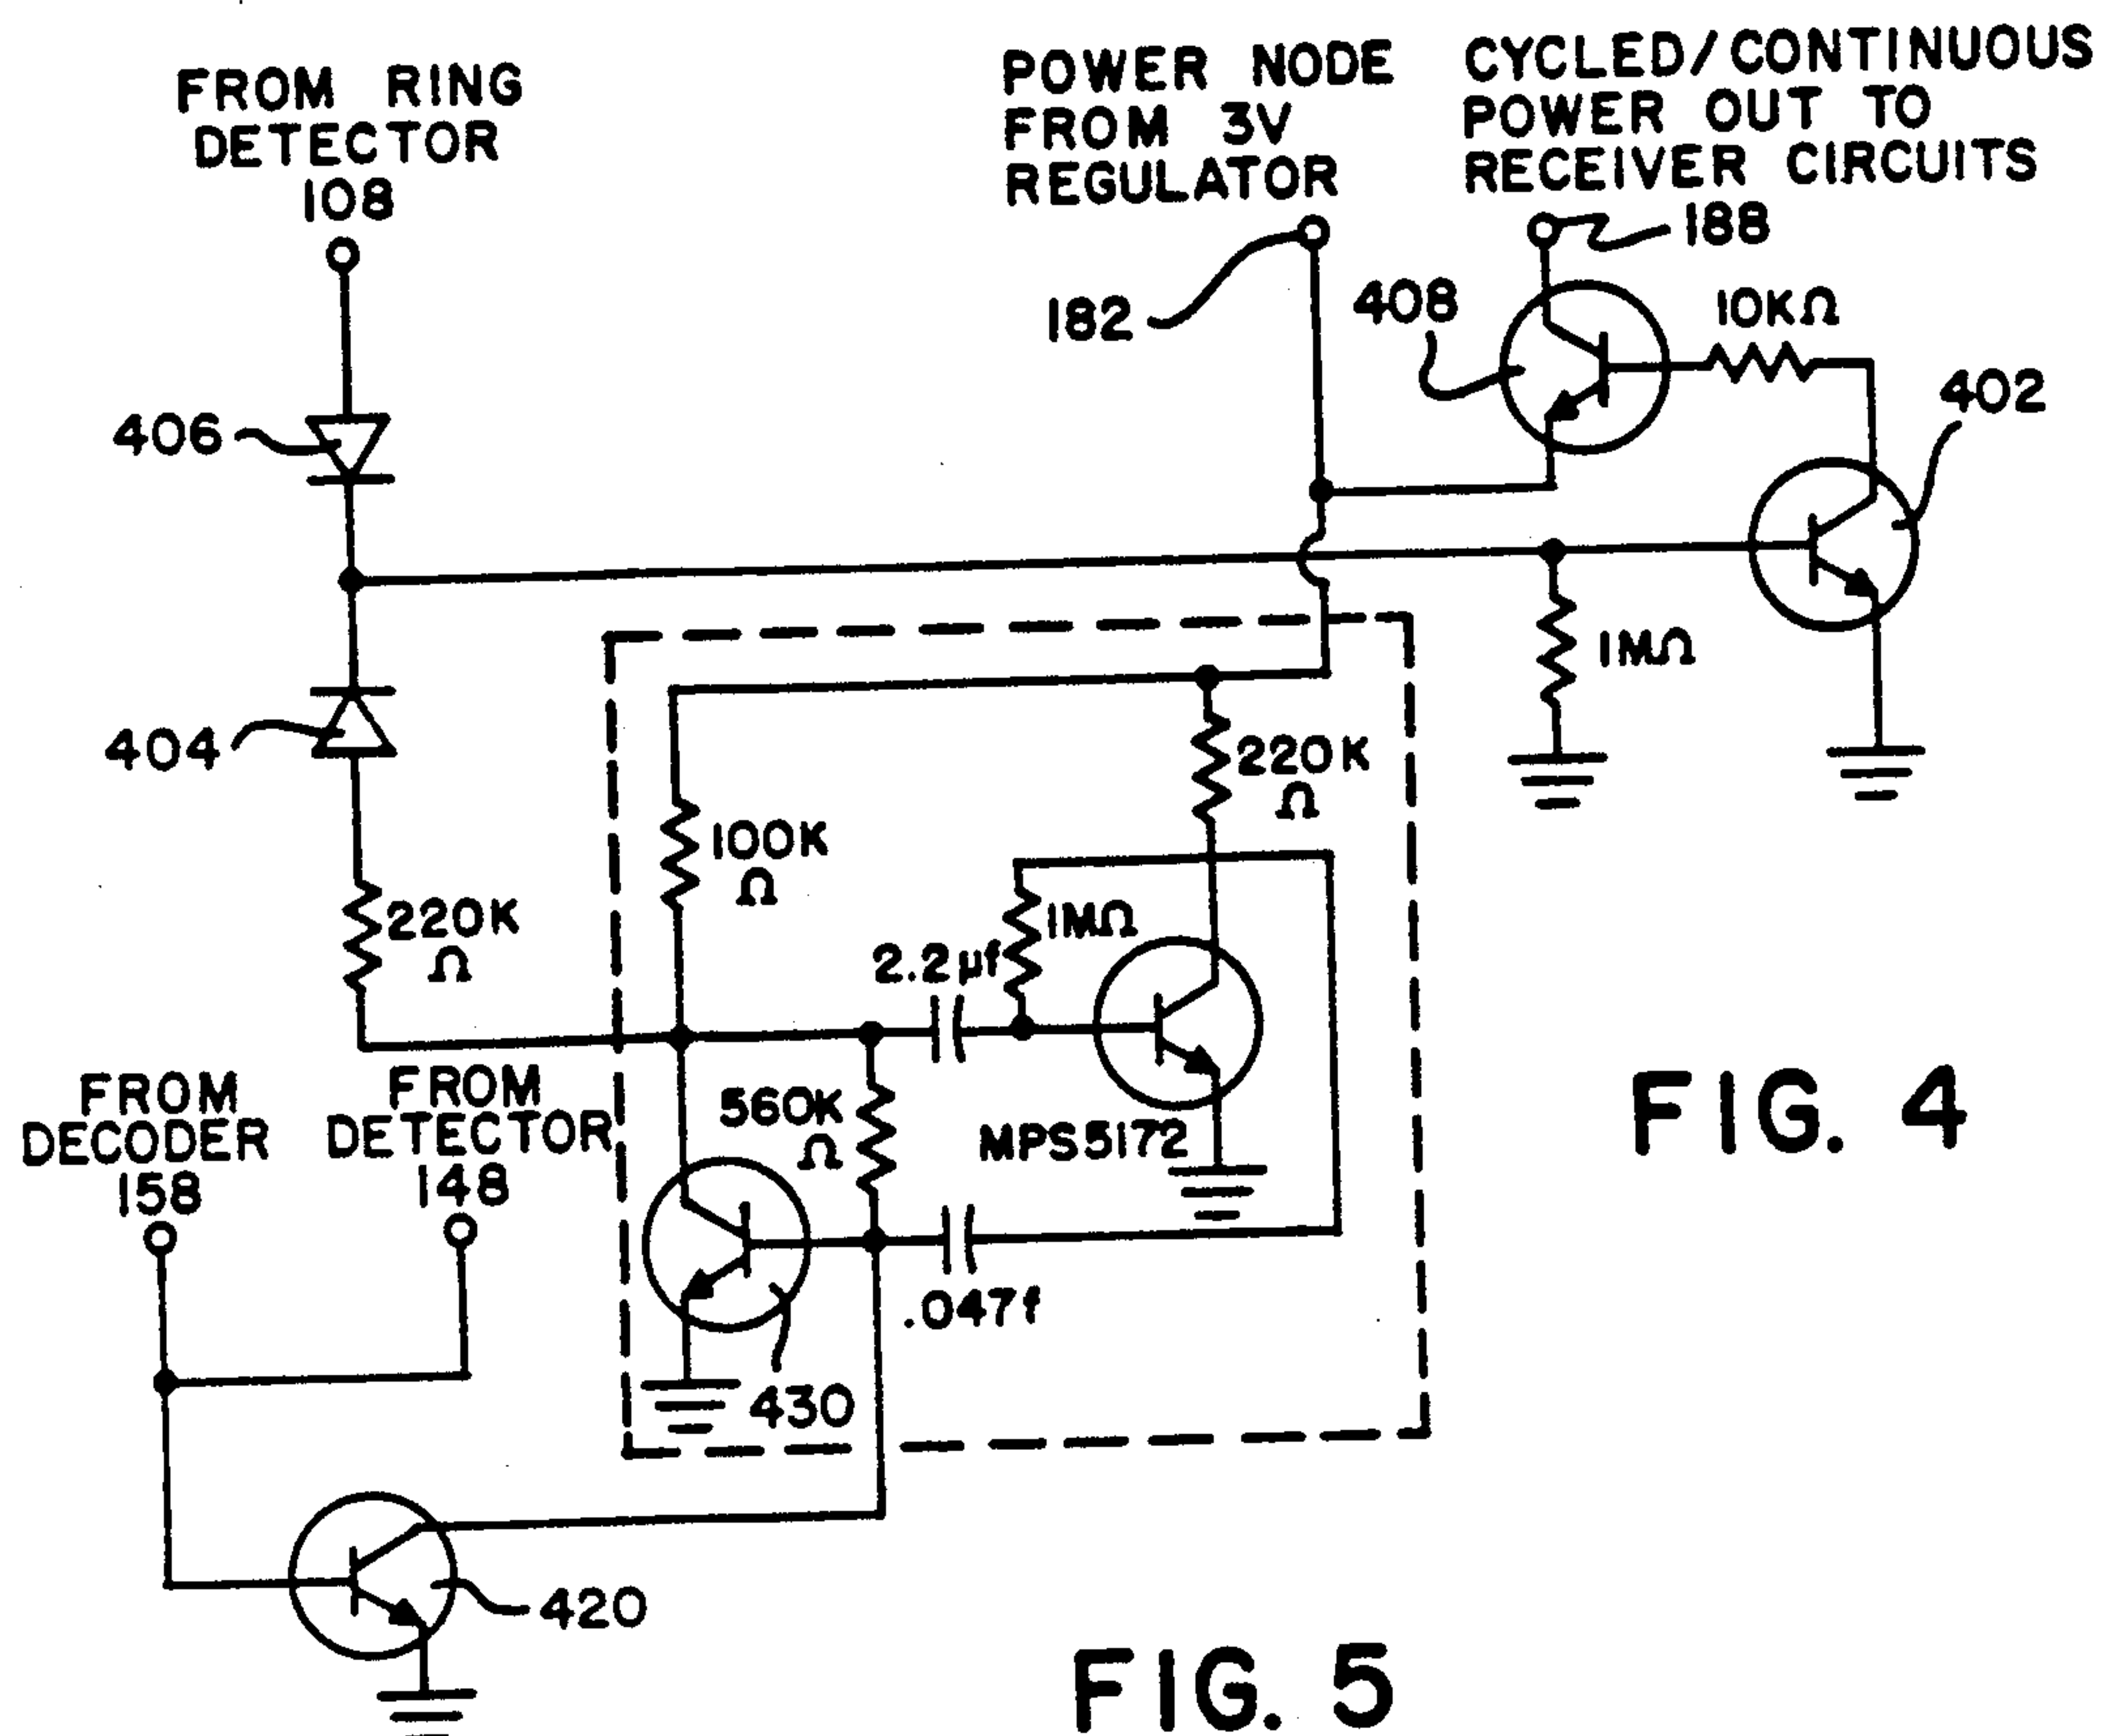 FROM RING
DETECTOR
108
POWER NODE
FROM 3V
REGULATOR
CYCLED/CONTINUOUS
POWER OUT TO
RECEIVER CIRCUITS
188
182
408
10KΩ
402
406
1MΩ
404
220K
Ω
100K
Ω
220K
Ω
1MΩ
2.2µf
FROM
DECODER
158
FROM
DETECTOR
148
560K
Ω
MPS5172
FIG. 4
.047f
430
420
FIG. 5